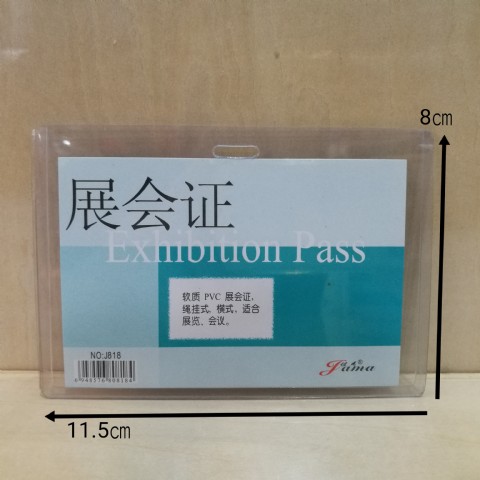 8cm
展会证
Exhibition Pass
软质 PVC 展会证,
绳挂式、横式、适合
展览、会议。
NO:J818
Jama
11.5cm